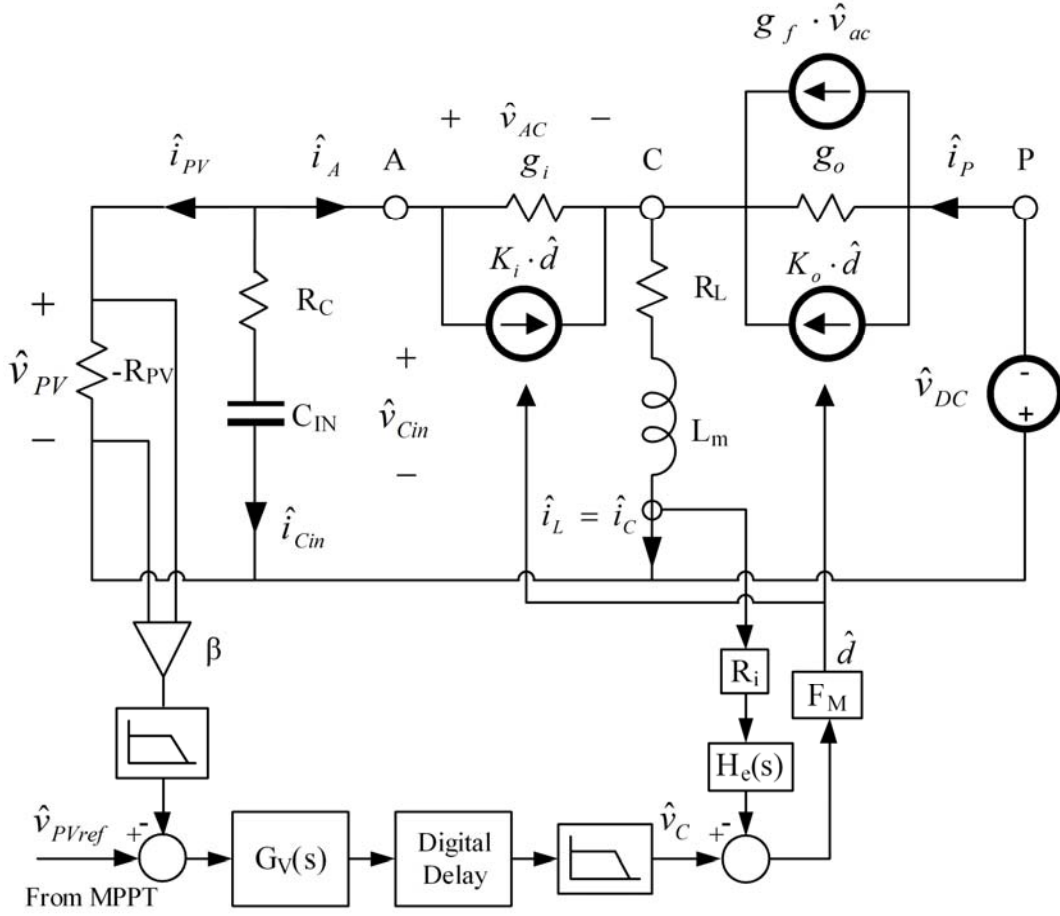 g_f · v̂_ac
+ v̂_AC −
î_PV
î_A
A
g_i
C
g_o
î_P
P
K_i · d̂
K_o · d̂
R_C
R_L
+
v̂_PV
−
-R_PV
C_IN
+
v̂_Cin
−
L_m
v̂_DC
-
+
î_Cin
î_L = î_C
β
R_i
d̂
F_M
H_e(s)
v̂_PVref
+
-
G_V(s)
Digital
Delay
v̂_C
+
-
From MPPT